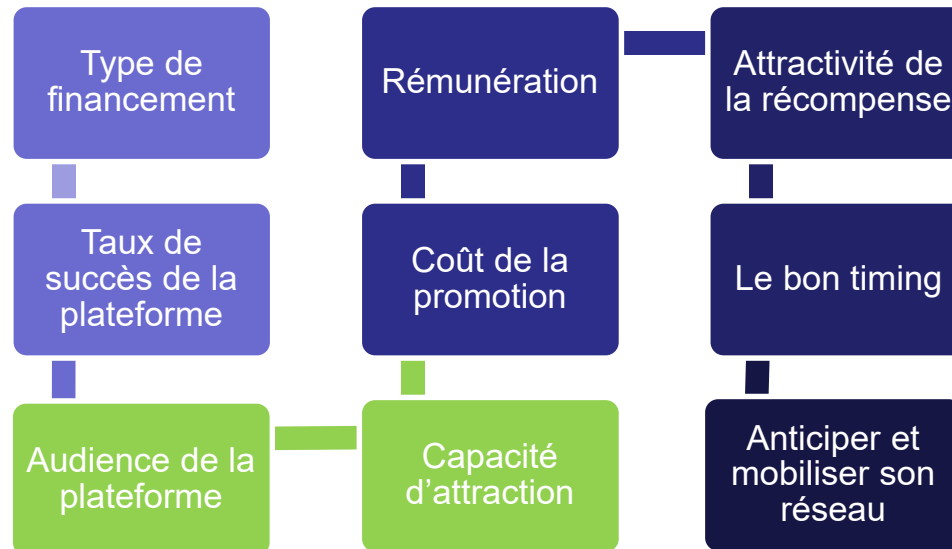 Type de
financement
Taux de
succès de la
plateforme
Audience de la
plateforme
Capacité
d’attraction
Coût de la
promotion
Rémunération
Attractivité de
la récompense
Le bon timing
Anticiper et
mobiliser son
réseau